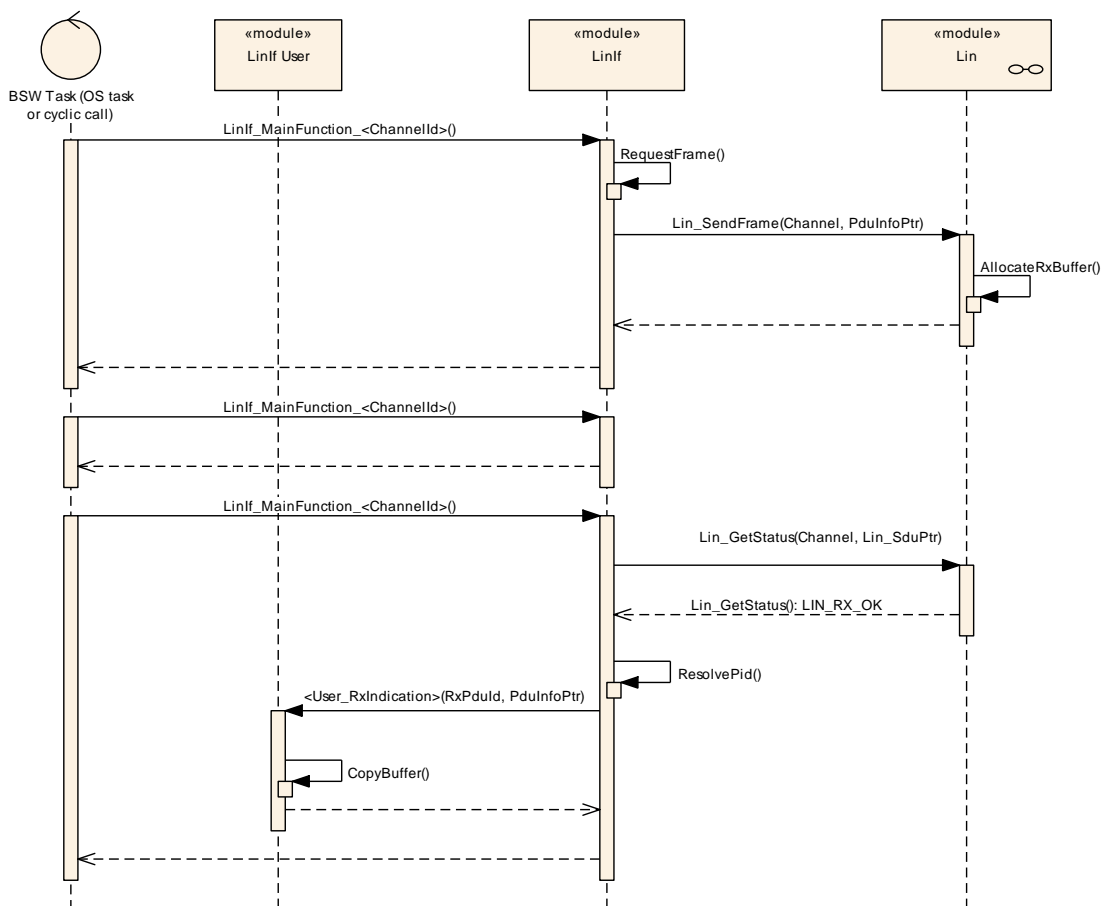 «module»
LinIf User
«module»
LinIf
«module»
Lin
BSW Task (OS task
or cyclic call)
LinIf_MainFunction_<ChannelId>()
RequestFrame()
Lin_SendFrame(Channel, PduInfoPtr)
AllocateRxBuffer()
LinIf_MainFunction_<ChannelId>()
LinIf_MainFunction_<ChannelId>()
Lin_GetStatus(Channel, Lin_SduPtr)
Lin_GetStatus(): LIN_RX_OK
ResolvePid()
<User_RxIndication>(RxPduId, PduInfoPtr)
CopyBuffer()